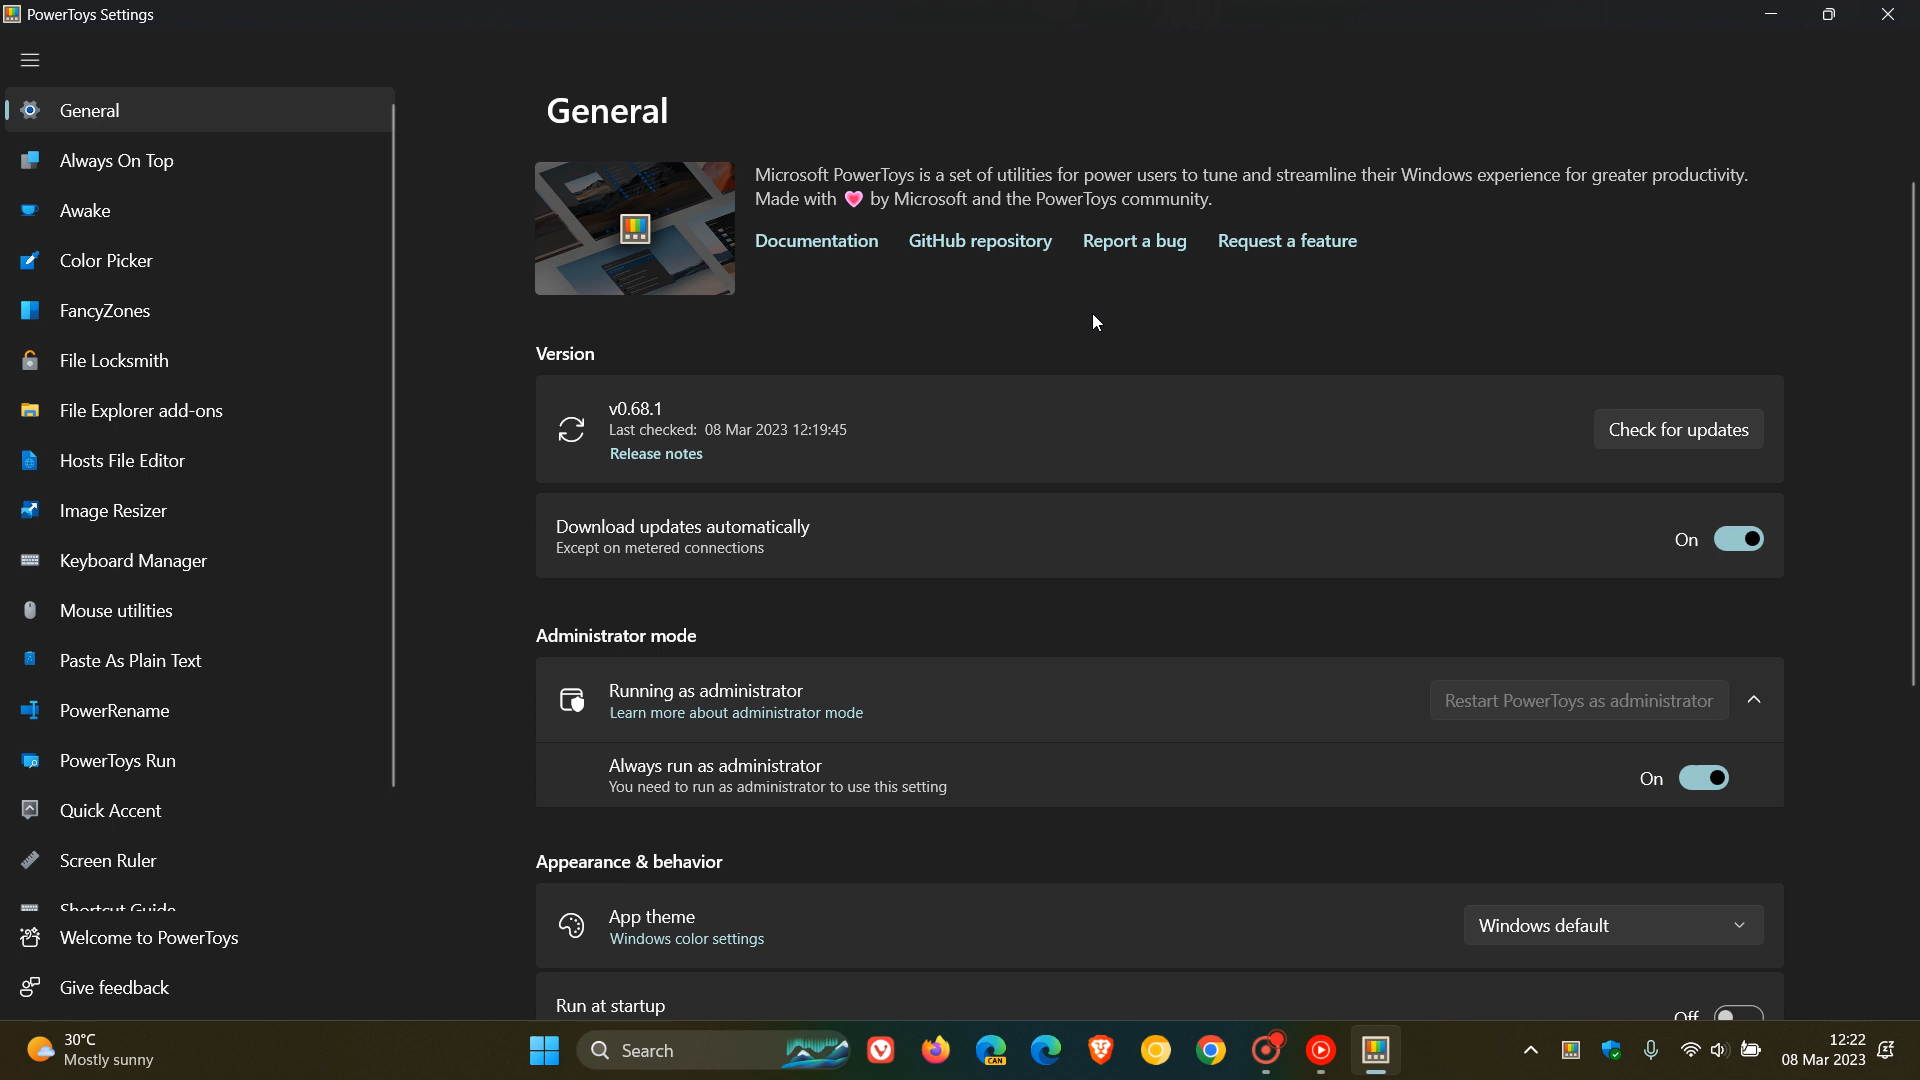 PowerToys Settings
General
Always On Top
Awake
Color Picker
FancyZones
File Locksmith
File Explorer add-ons
Hosts File Editor
Image Resizer
Keyboard Manager
Mouse utilities
Paste As Plain Text
PowerRename
PowerToys Run
Quick Accent
Screen Ruler
Shortcut Guide
Welcome to PowerToys
Give feedback
General
Microsoft PowerToys is a set of utilities for power users to tune and streamline their Windows experience for greater productivity.
Made with 💗 by Microsoft and the PowerToys community.
Documentation GitHub repository Report a bug Request a feature
Version
v0.68.1
Last checked: 08 Mar 2023 12:19:45
Release notes
Check for updates
Download updates automatically
Except on metered connections
On
Administrator mode
Running as administrator
Learn more about administrator mode
Restart PowerToys as administrator
Always run as administrator
You need to run as administrator to use this setting
On
Appearance & behavior
App theme
Windows color settings
Windows default
Run at startup
Off
30°C
Mostly sunny
Search
CAN
12:22
08 Mar 2023